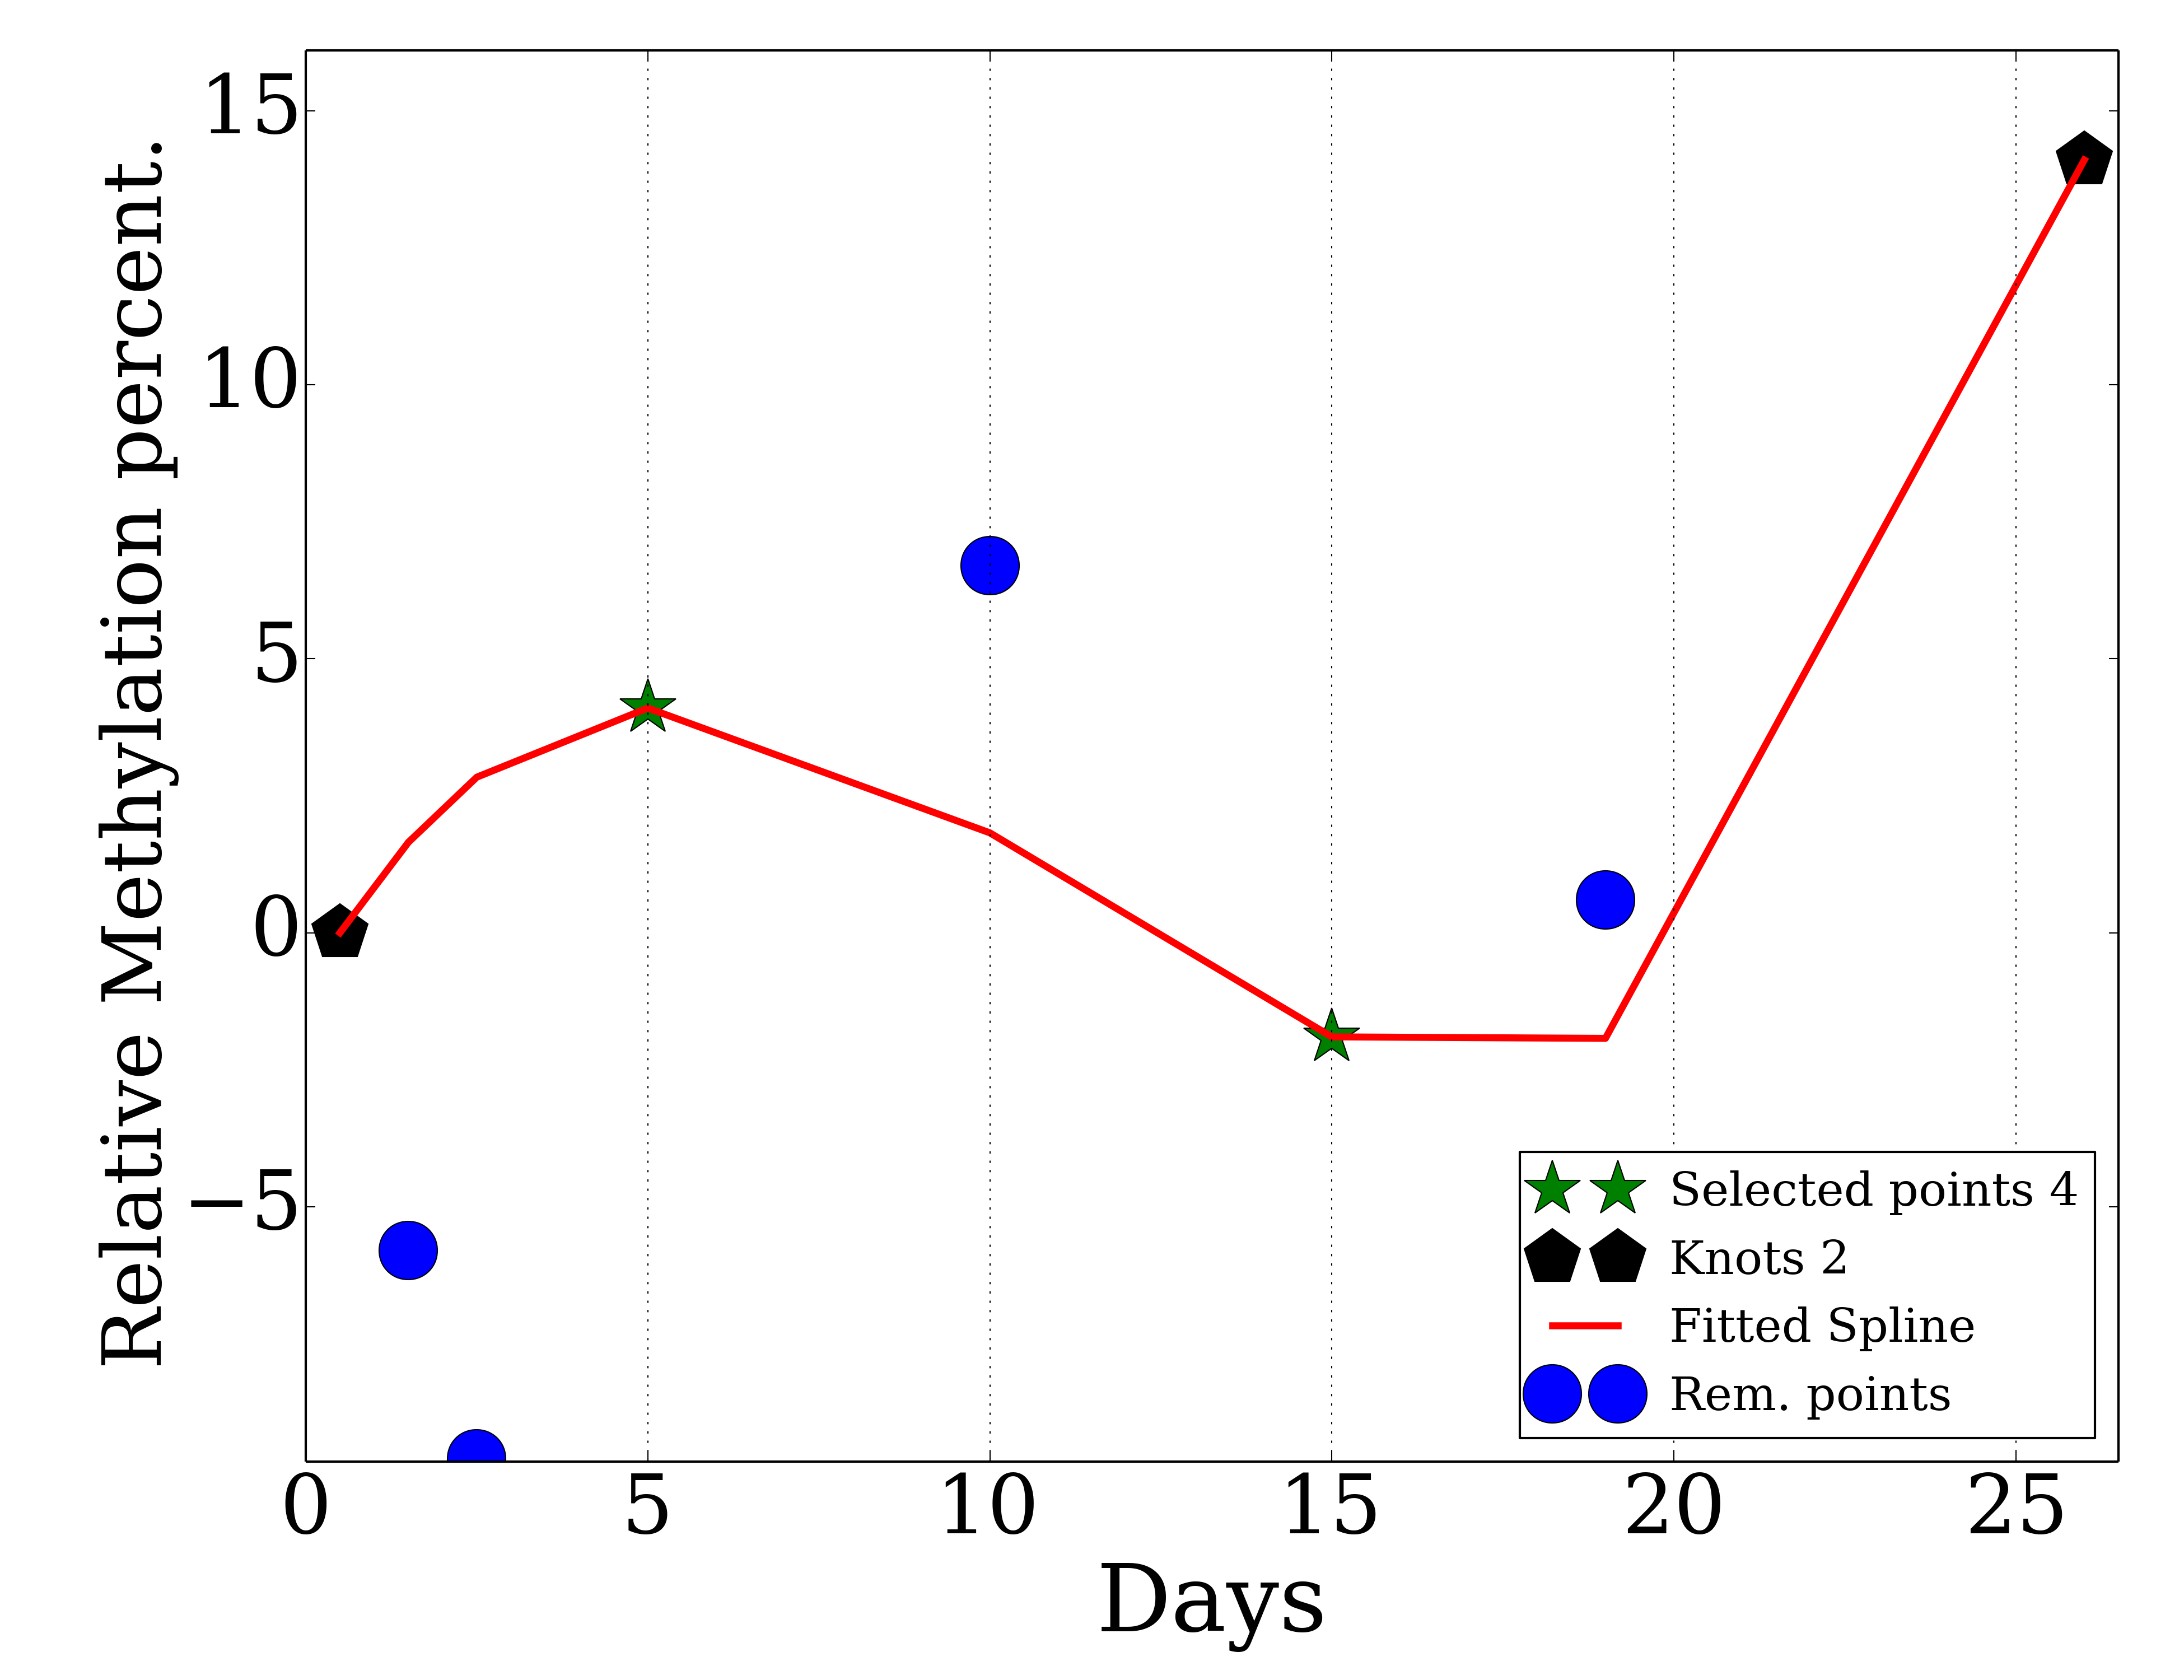 Relative Methylation percent.
15
10
5
0
−5
0 5 10 15 20 25
Days
Selected points 4
Knots 2
Fitted Spline
Rem. points